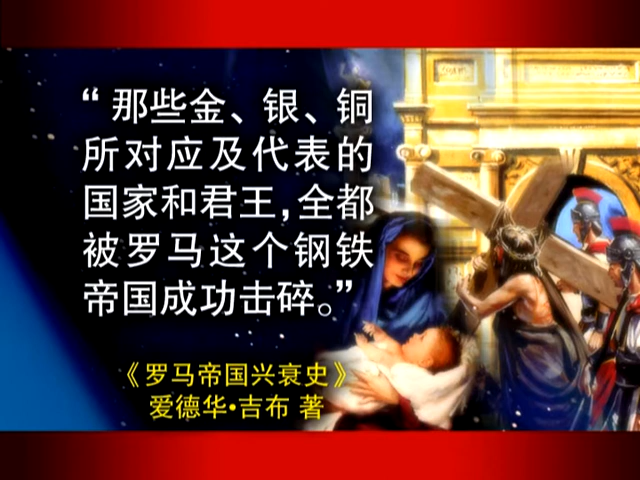 “那些金、银、铜
所对应及代表的
国家和君王,全都
被罗马这个钢铁
帝国成功击碎。”
《罗马帝国兴衰史》
爱德华·吉布 著